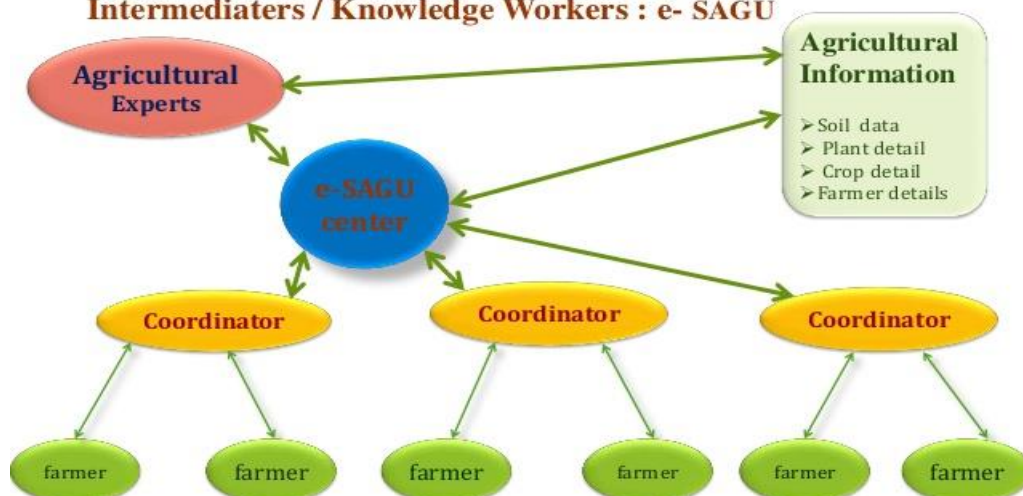 Intermediaters / Knowledge Workers : e- SAGU
Agricultural
Experts
Agricultural
Information
➢ Soil data
➢ Plant detail
➢ Crop detail
➢ Farmer details
e-SAGU
center
Coordinator
Coordinator
Coordinator
farmer
farmer
farmer
farmer
farmer
farmer